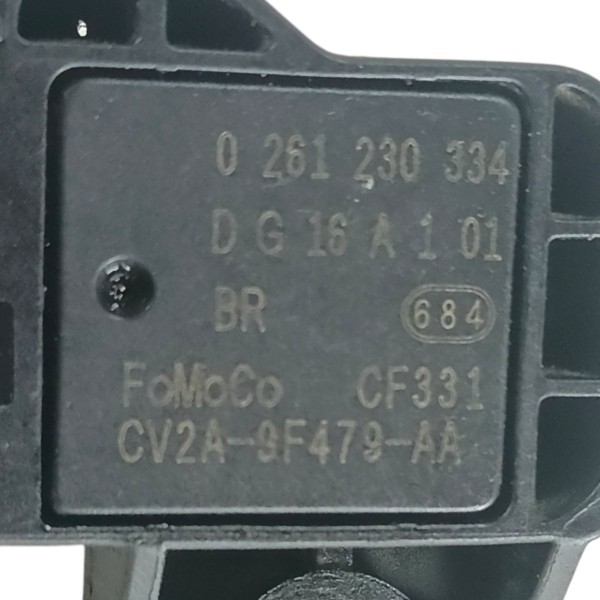 0 261 230 334
D G 16 A 1 01
BR 684
FoMoCo CF331
CV2A-9F479-AA